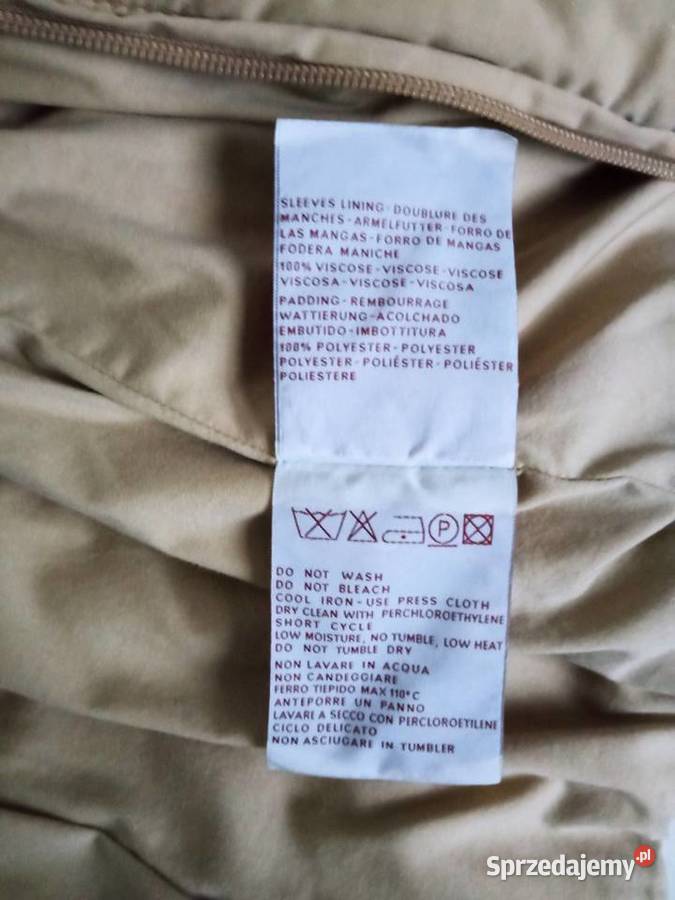 SLEEVES LINING-DOUBLURE DES
MANCHES-ARMELFUTTER-FORRO DE
LAS MANGAS-FORRO DE MANGAS
FODERA MANICHE
100% VISCOSE-VISCOSE-VISCOSE
VISCOSA-VISCOSE-VISCOSA
PADDING-REMBOURRAGE
WATTIERUNG-ACOLCHADO
EMBUTIDO-IMBOTTITURA
100% POLYESTER-POLYESTER
POLYESTER-POLIÉSTER-POLIÉSTER
POLIESTERE
P
DO NOT WASH
DO NOT BLEACH
COOL IRON-USE PRESS CLOTH
DRY CLEAN WITH PERCHLOROETHYLENE
SHORT CYCLE
LOW MOISTURE, NO TUMBLE, LOW HEAT
DO NOT TUMBLE DRY
NON LAVARE IN ACQUA
NON CANDEGGIARE
FERRO TIEPIDO MAX 110°C
ANTEPORRE UN PANNO
LAVARE A SECCO CON PERCLOROETILENE
CICLO DELICATO
NON ASCIUGARE IN TUMBLER
Sprzedajemy.pl